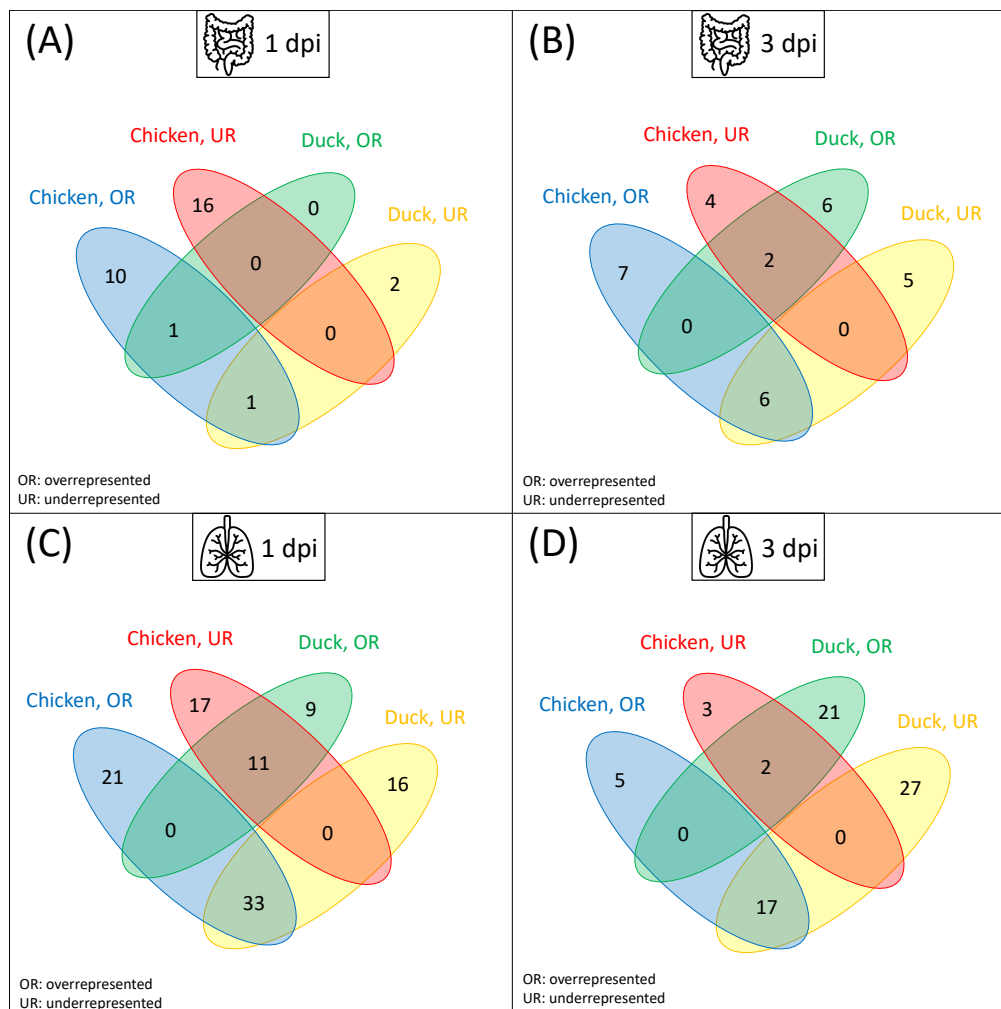 (A)
1 dpi
Chicken, UR
Duck, OR
Chicken, OR
Duck, UR
16
0
10
0
2
1
0
1
OR: overrepresented
UR: underrepresented
(B)
3 dpi
Chicken, UR
Duck, OR
Chicken, OR
Duck, UR
4
6
7
2
5
0
0
6
OR: overrepresented
UR: underrepresented
(C)
1 dpi
Chicken, UR
Duck, OR
Chicken, OR
Duck, UR
17
9
21
11
16
0
0
33
OR: overrepresented
UR: underrepresented
(D)
3 dpi
Chicken, UR
Duck, OR
Chicken, OR
Duck, UR
3
21
5
2
27
0
0
17
OR: overrepresented
UR: underrepresented